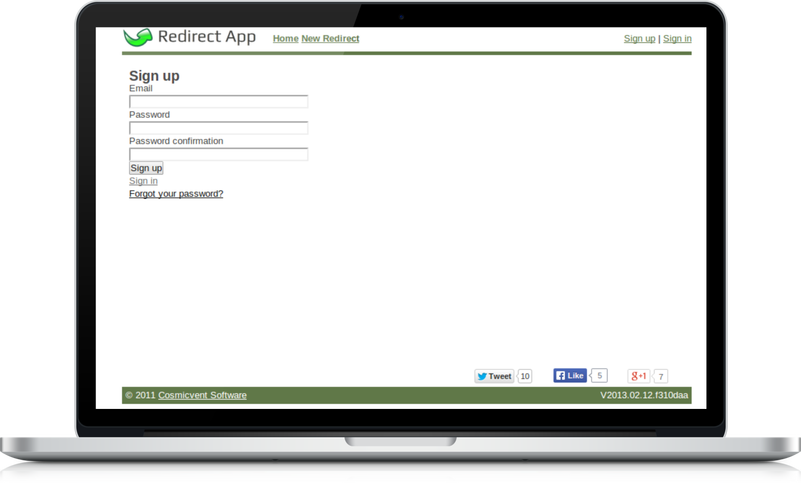 Redirect App Home New Redirect Sign up | Sign in
Sign up
Email
Password
Password confirmation
Sign up
Sign in
Forgot your password?
Tweet 10 Like 5 g+1 7
© 2011 Cosmicvent Software V2013.02.12.f310daa